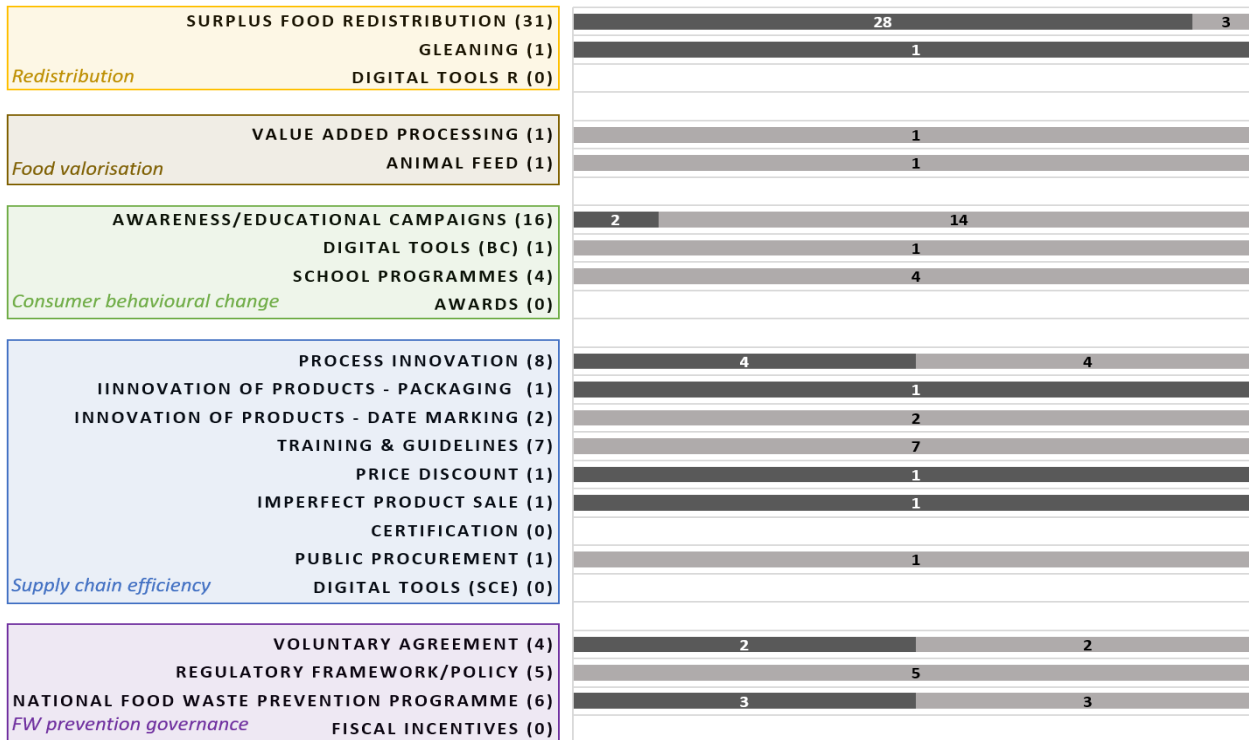 SURPLUS FOOD REDISTRIBUTION (31) 28 3
GLEANING (1) 1
Redistribution DIGITAL TOOLS R (0)
VALUE ADDED PROCESSING (1) 1
Food valorisation ANIMAL FEED (1) 1
AWARENESS/EDUCATIONAL CAMPAIGNS (16) 2 14
DIGITAL TOOLS (BC) (1) 1
SCHOOL PROGRAMMES (4) 4
Consumer behavioural change AWARDS (0)
PROCESS INNOVATION (8) 4 4
IINNOVATION OF PRODUCTS - PACKAGING (1) 1
INNOVATION OF PRODUCTS - DATE MARKING (2) 2
TRAINING & GUIDELINES (7) 7
PRICE DISCOUNT (1) 1
IMPERFECT PRODUCT SALE (1) 1
CERTIFICATION (0)
PUBLIC PROCUREMENT (1) 1
Supply chain efficiency DIGITAL TOOLS (SCE) (0)
VOLUNTARY AGREEMENT (4) 2 2
REGULATORY FRAMEWORK/POLICY (5) 5
NATIONAL FOOD WASTE PREVENTION PROGRAMME (6) 3 3
FW prevention governance FISCAL INCENTIVES (0)